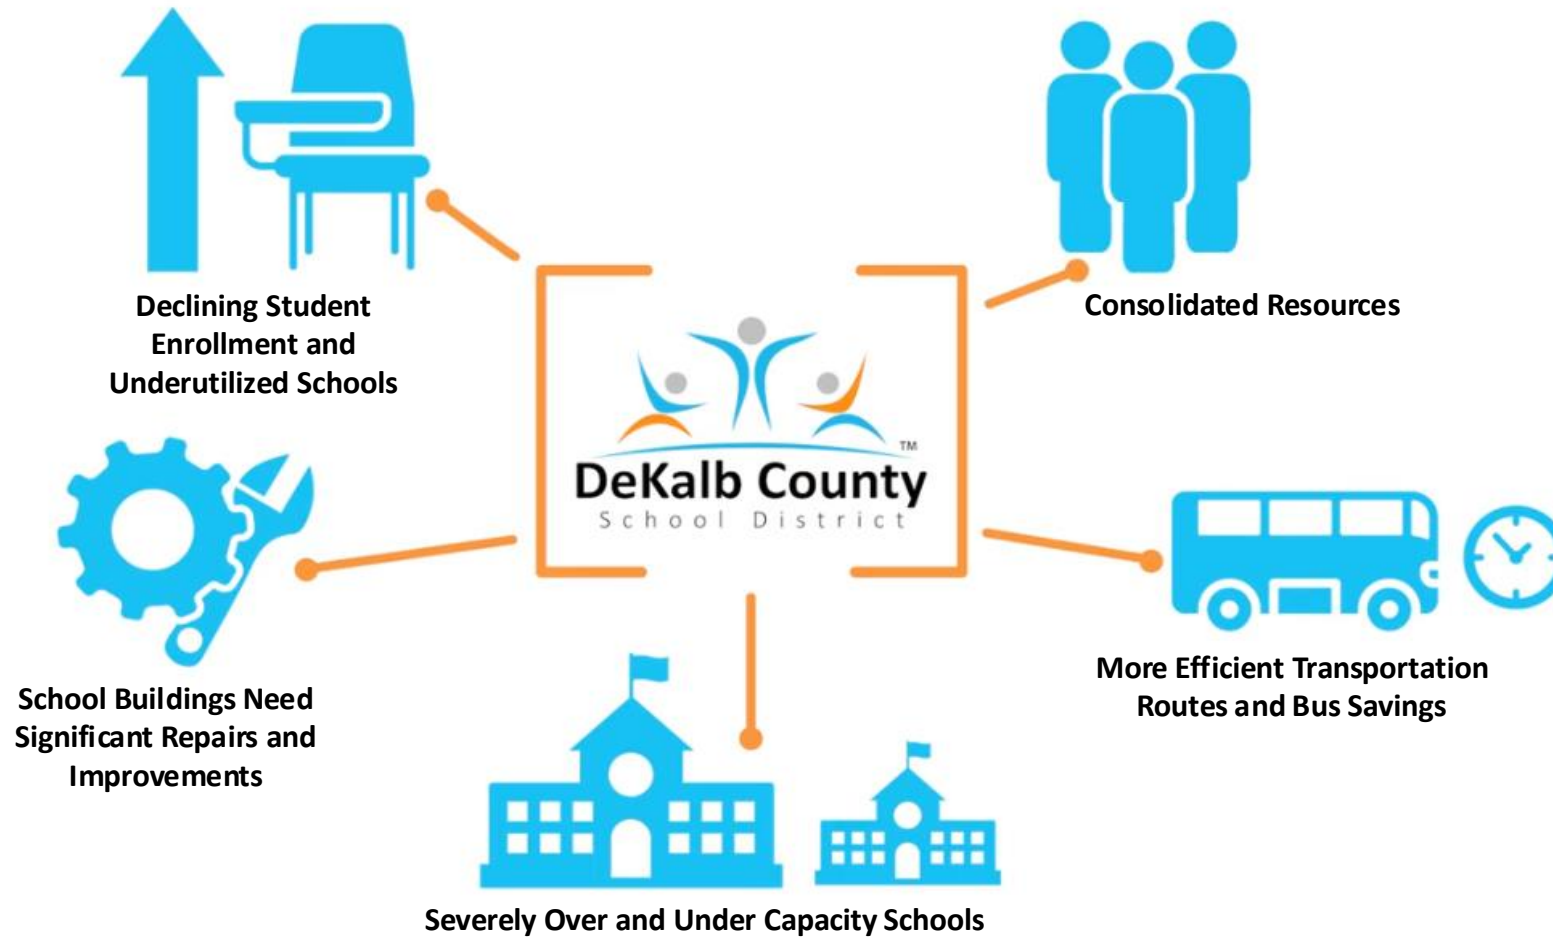 Declining Student
Enrollment and
Underutilized Schools
Consolidated Resources
TM
DeKalb County
School District
School Buildings Need
Significant Repairs and
Improvements
More Efficient Transportation
Routes and Bus Savings
Severely Over and Under Capacity Schools